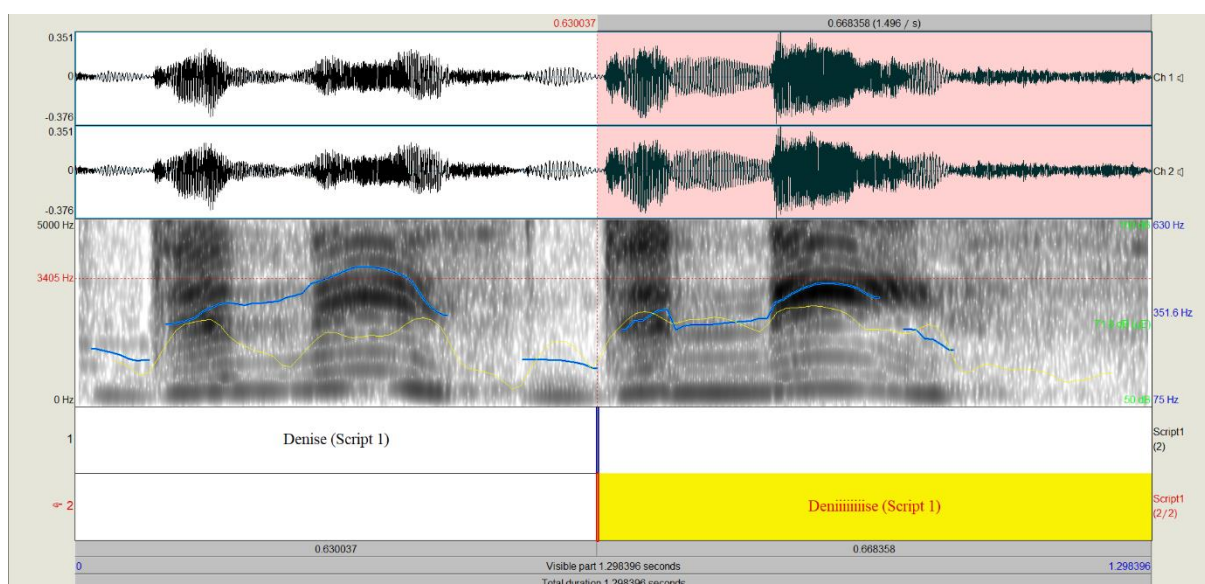 0.630037 0.668358 (1.496 / s)
0.351
0
-0.376
Ch 1
0.351
0
-0.376
Ch 2
5000 Hz 630 Hz
3405 Hz
351.6 Hz
0 Hz 50 dB 75 Hz
1 Denise (Script 1) Script1
(2)
2 Deniiiiiiiise (Script 1) Script1
(2/2)
0.630037 0.668358
0 Visible part 1.298396 seconds 1.298396
Total duration 1.298396 seconds